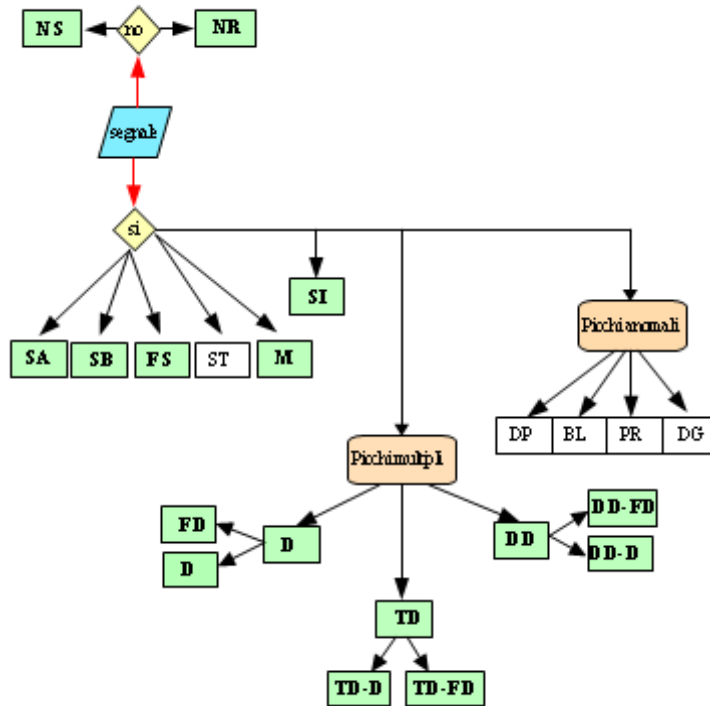 NS
no
NR
segnale
si
SI
SA
SB
FS
ST
M
Picchi anomali
DP
BL
PR
DG
Picchi multipli
FD
D
D
DD
DD-FD
DD-D
TD
TD-D
TD-FD